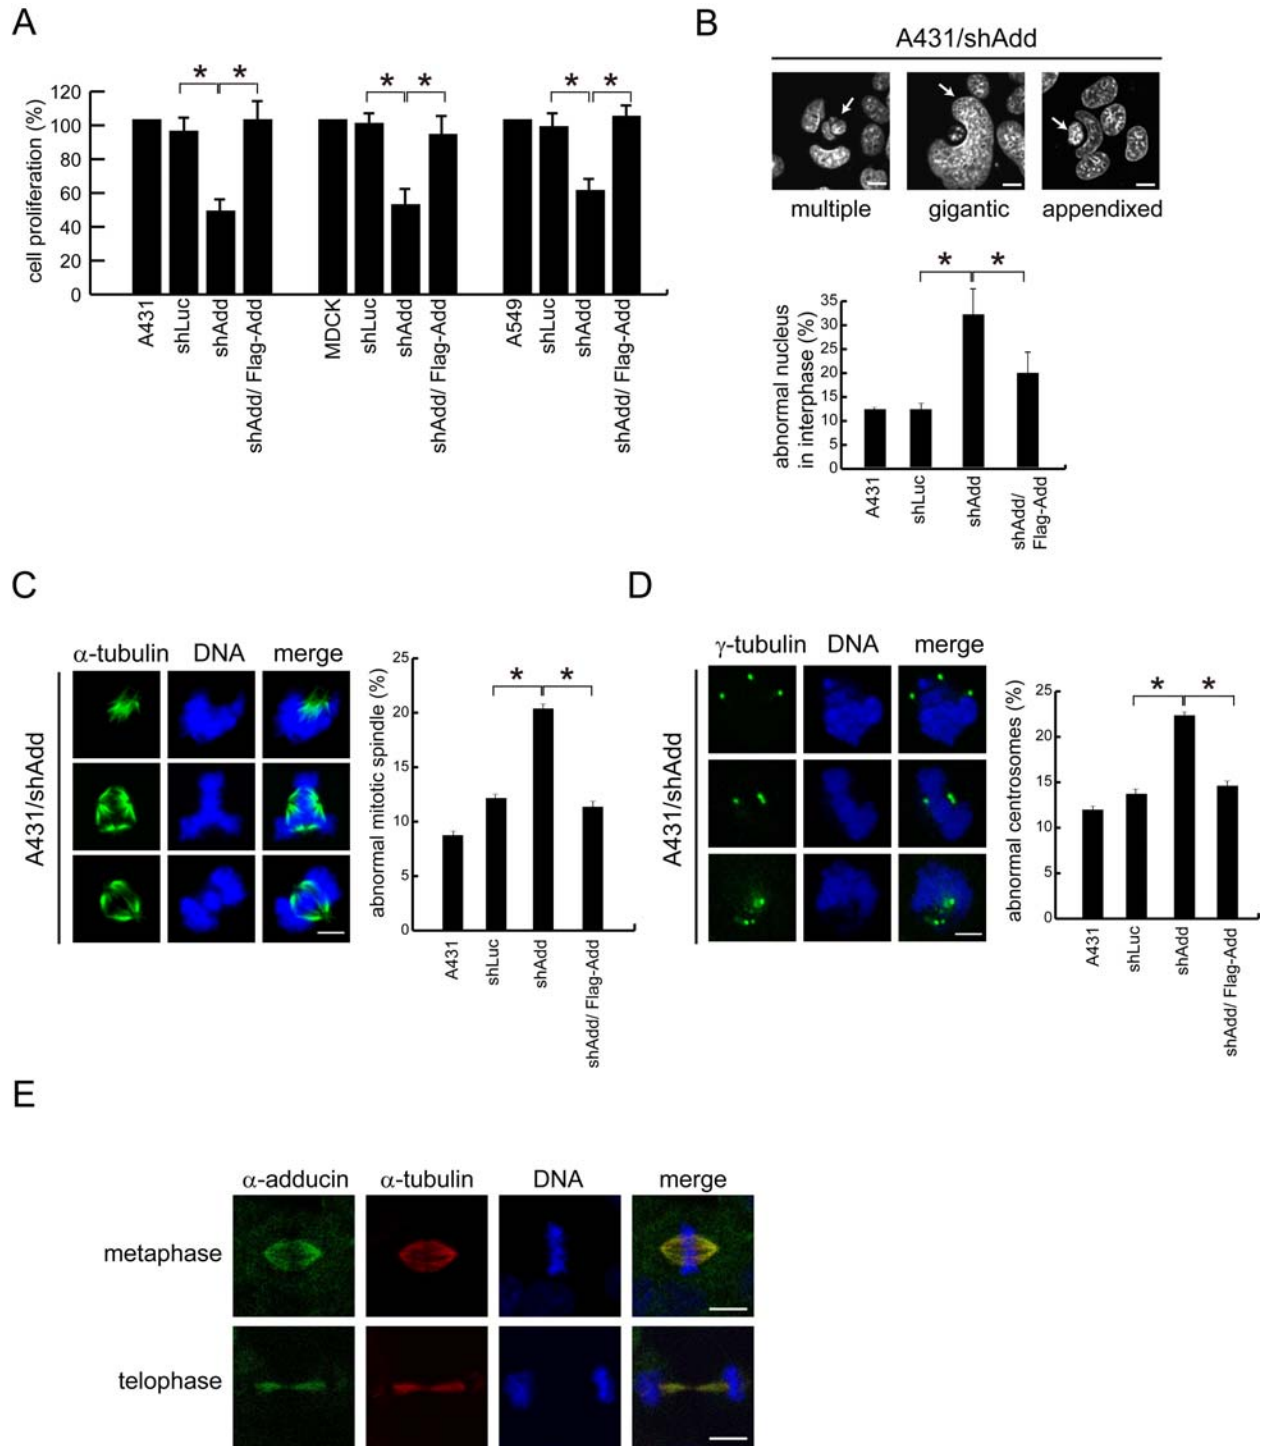 A
cell proliferation (%)
120
100
80
60
40
20
0
* * * * * *
A431
shLuc
shAdd
shAdd/ Flag-Add
MDCK
shLuc
shAdd
shAdd/ Flag-Add
A549
shLuc
shAdd
shAdd/ Flag-Add
B
A431/shAdd
multiple gigantic appendixed
abnormal nucleus
in interphase (%)
35
30
25
20
15
10
5
0
* *
A431
shLuc
shAdd
shAdd/
Flag-Add
C
A431/shAdd
α-tubulin DNA merge
abnormal mitotic spindle (%)
25
20
15
10
5
0
* *
A431
shLuc
shAdd
shAdd/ Flag-Add
D
A431/shAdd
γ-tubulin DNA merge
abnormal centrosomes (%)
25
20
15
10
5
0
* *
A431
shLuc
shAdd
shAdd/ Flag-Add
E
α-adducin α-tubulin DNA merge
metaphase
telophase